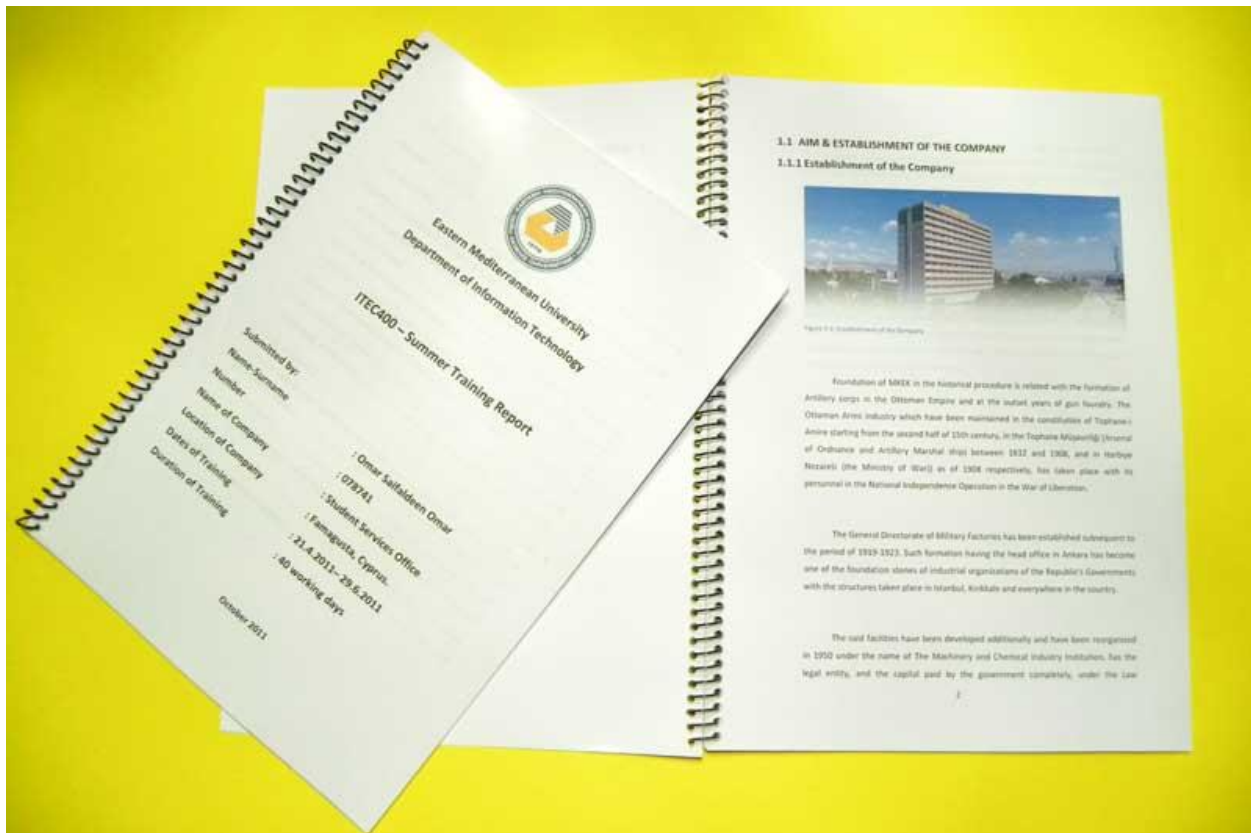 Eastern Mediterranean University
Department of Information Technology
ITEC400 – Summer Training Report
Submitted by:
Name-Surname : Omar Saifaldeen Omar
Number : 078741
Name of Company : Student Services Office
Location of Company : Famagusta, Cyprus.
Dates of Training : 21.4.2011– 29.6.2011
Duration of Training : 40 working days
October 2011
1.1 AIM & ESTABLISHMENT OF THE COMPANY
1.1.1 Establishment of the Company
Establishment of the Company
Foundation of MKEK in the historical procedure is related with the formation of
Artillery corps in the Ottoman Empire and at the outset years of gun foundry. The
Ottoman Arms industry which have been maintained in the constitution of Tophane-i
Amire starting from the second half of 15th century, in the Tophane Müşavirliği (Arsenal
of Ordnance and Artillery Marshal ships between 1832 and 1908, and in Harbiye
Nezareti (the Ministry of War)) as of 1908 respectively, has taken place with its
personnel in the National Independence Operation in the War of Liberation.
The General Directorate of Military Factories has been established subsequent to
the period of 1919-1923. Such formation having the head office in Ankara has become
one of the foundation stones of industrial organizations of the Republic's Governments
with the structures taken place in Istanbul, Kırıkkale and everywhere in the country.
The said facilities have been developed additionally and have been reorganized
in 1950 under the name of The Machinery and Chemical Industry Institution, has the
legal entity, and the capital paid by the government completely, under the Law
2